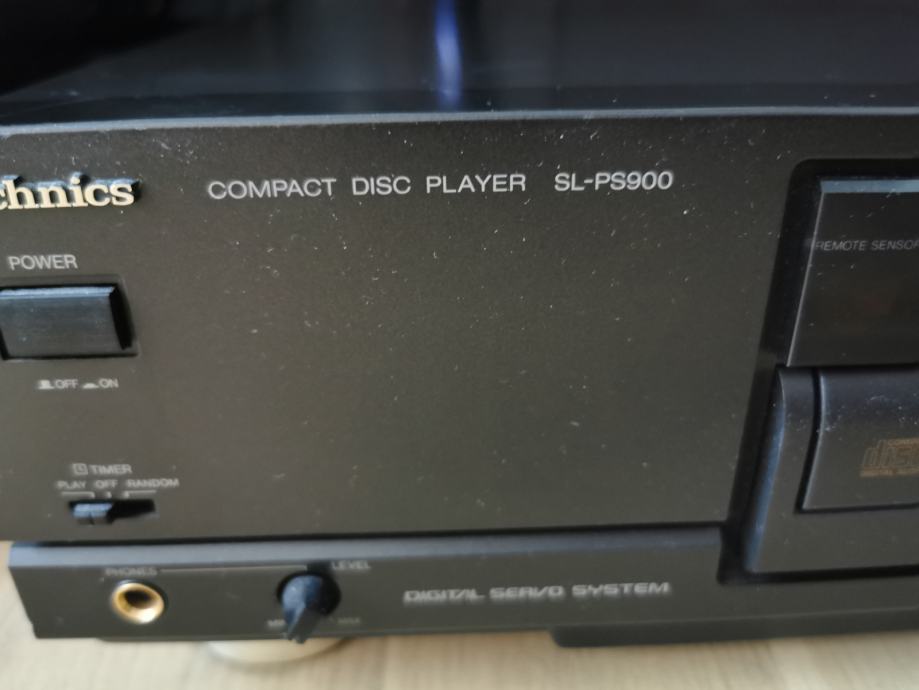 chnics
COMPACT DISC PLAYER SL-PS900
REMOTE SENSOR
POWER
OFF ON
TIMER
PLAY OFF RANDOM
PHONES LEVEL
DIGITAL SERVO SYSTEM